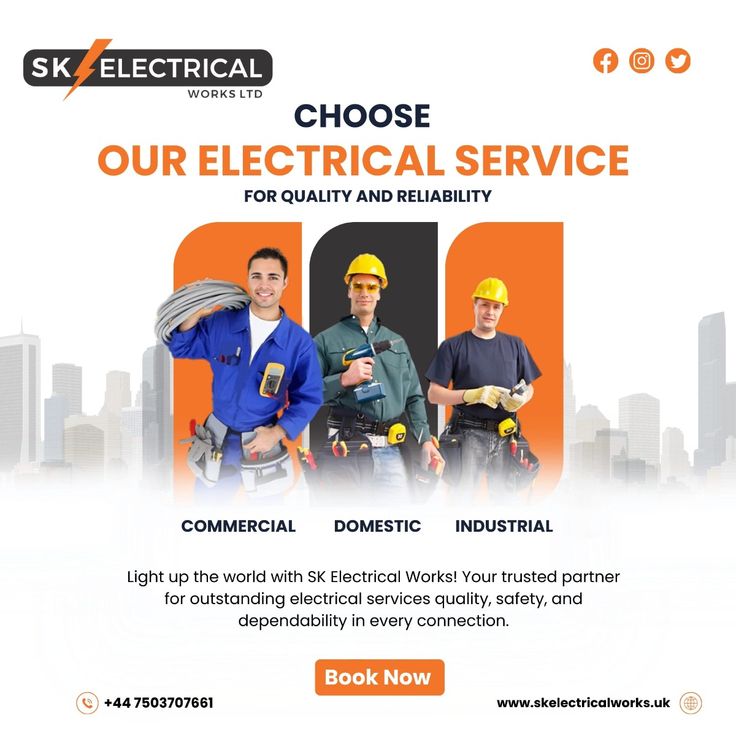 SK ELECTRICAL
WORKS LTD
CHOOSE
OUR ELECTRICAL SERVICE
FOR QUALITY AND RELIABILITY
COMMERCIAL DOMESTIC INDUSTRIAL
Light up the world with SK Electrical Works! Your trusted partner
for outstanding electrical services quality, safety, and
dependability in every connection.
Book Now
+44 7503707661
www.skelectricalworks.uk